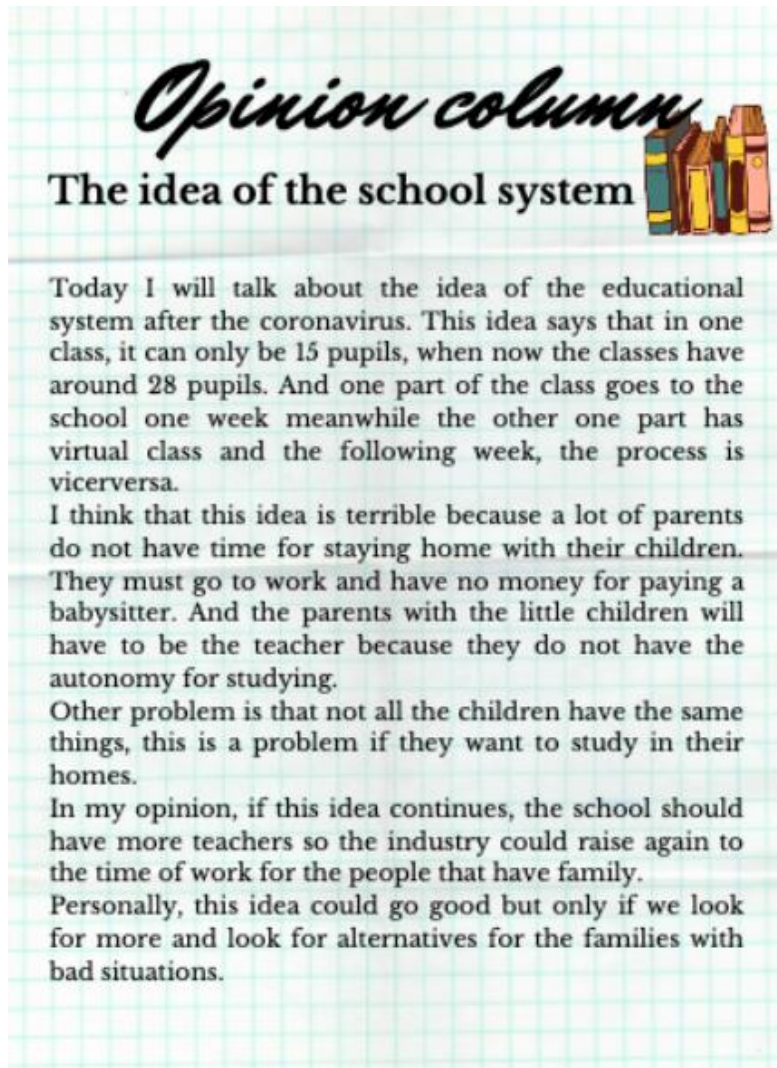 Opinion column
The idea of the school system
Today I will talk about the idea of the educational
system after the coronavirus. This idea says that in one
class, it can only be 15 pupils, when now the classes have
around 28 pupils. And one part of the class goes to the
school one week meanwhile the other one part has
virtual class and the following week, the process is
vicerversa.
I think that this idea is terrible because a lot of parents
do not have time for staying home with their children.
They must go to work and have no money for paying a
babysitter. And the parents with the little children will
have to be the teacher because they do not have the
autonomy for studying.
Other problem is that not all the children have the same
things, this is a problem if they want to study in their
homes.
In my opinion, if this idea continues, the school should
have more teachers so the industry could raise again to
the time of work for the people that have family.
Personally, this idea could go good but only if we look
for more and look for alternatives for the families with
bad situations.